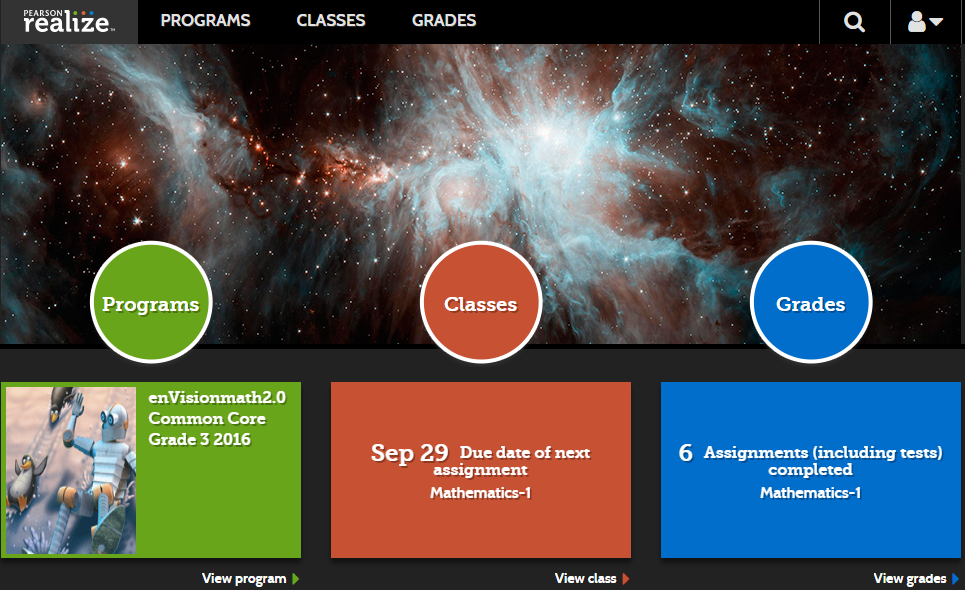 PEARSON
realize™
PROGRAMS
CLASSES
GRADES
Programs
Classes
Grades
enVisionmath2.0
Common Core
Grade 3 2016
Sep 29 Due date of next
assignment
Mathematics-1
6 Assignments (including tests)
completed
Mathematics-1
View program
View class
View grades